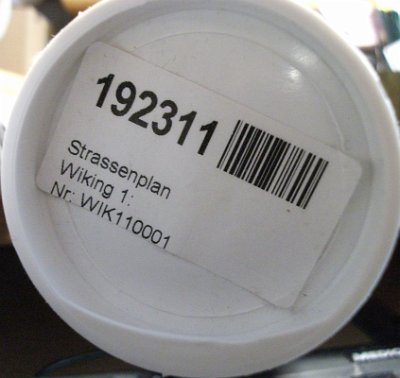 192311
Strassenplan
Wiking 1:
Nr: WIK110001